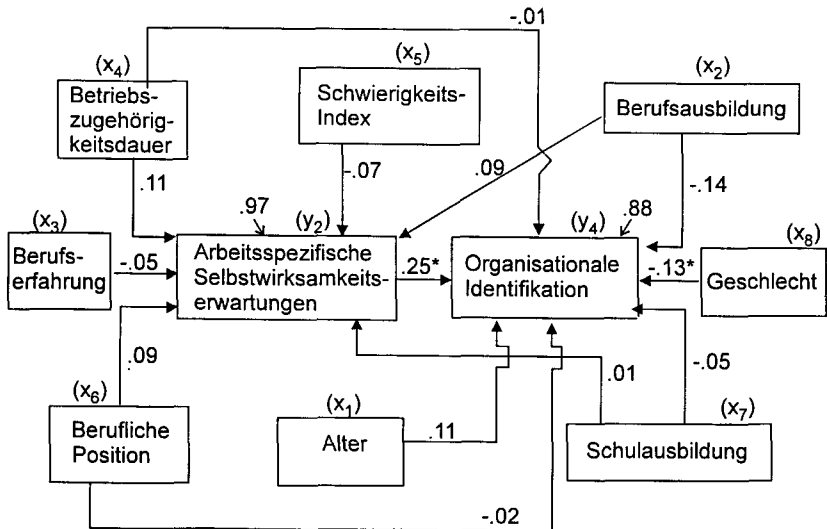 -.01
(x4)
Betriebs-
zugehörig-
keitsdauer
(x5)
Schwierigkeits-
Index
(x2)
Berufsausbildung
.11
-.07
.09
-.14
.97
(y2)
(y4)
.88
(x3)
Berufs-
erfahrung
-.05
Arbeitsspezifische
Selbstwirksamkeits-
erwartungen
.25*
Organisationale
Identifikation
-.13*
(x8)
Geschlecht
.09
.01
-.05
(x6)
Berufliche
Position
(x1)
Alter
.11
(x7)
Schulausbildung
-.02